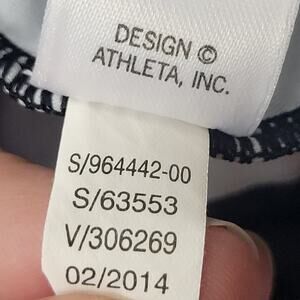 DESIGN ©
ATHLETA, INC.
S/964442-00
S/63553
V/306269
02/2014